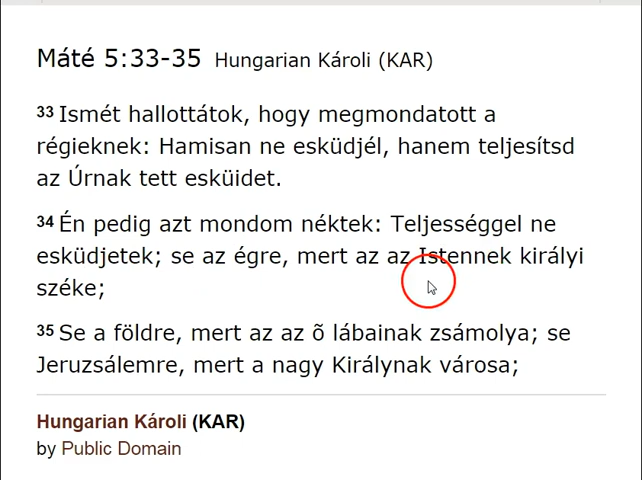 Máté 5:33-35 Hungarian Károli (KAR)
33 Ismét hallottátok, hogy megmondatott a
régieknek: Hamisan ne esküdjél, hanem teljesítsd
az Úrnak tett esküidet.
34 Én pedig azt mondom néktek: Teljességgel ne
esküdjetek; se az égre, mert az az Istennek királyi
széke;
35 Se a földre, mert az az õ lábainak zsámolya; se
Jeruzsálemre, mert a nagy Királynak városa;
Hungarian Károli (KAR)
by Public Domain